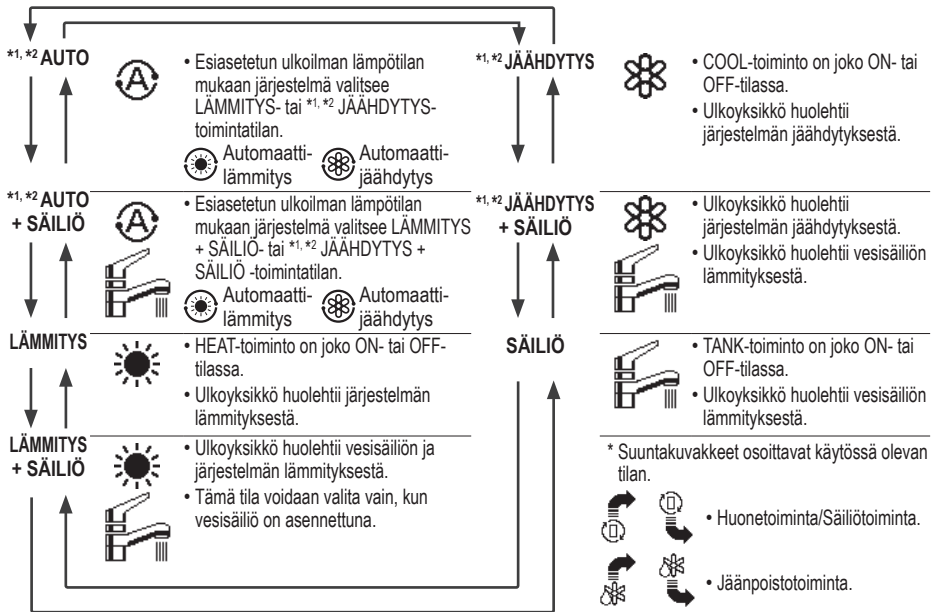 *1, *2 AUTO
• Esiasetetun ulkoilman lämpötilan
mukaan järjestelmä valitsee
LÄMMITYS- tai *1, *2 JÄÄHDYTYS-
toimintatilan.
Automaatti-
lämmitys
Automaatti-
jäähdytys
*1, *2 AUTO
+ SÄILIÖ
• Esiasetetun ulkoilman lämpötilan
mukaan järjestelmä valitsee LÄMMITYS
+ SÄILIÖ- tai *1, *2 JÄÄHDYTYS +
SÄILIÖ -toimintatilan.
Automaatti-
lämmitys
Automaatti-
jäähdytys
LÄMMITYS
• HEAT-toiminto on joko ON- tai OFF-
tilassa.
• Ulkoyksikkö huolehtii järjestelmän
lämmityksestä.
LÄMMITYS
+ SÄILIÖ
• Ulkoyksikkö huolehtii vesisäiliön ja
järjestelmän lämmityksestä.
• Tämä tila voidaan valita vain, kun
vesisäiliö on asennettuna.
*1, *2 JÄÄHDYTYS
• COOL-toiminto on joko ON- tai
OFF-tilassa.
• Ulkoyksikkö huolehtii
järjestelmän jäähdytyksestä.
*1, *2 JÄÄHDYTYS
+ SÄILIÖ
• Ulkoyksikkö huolehtii
järjestelmän jäähdytyksestä.
• Ulkoyksikkö huolehtii vesisäiliön
lämmityksestä.
SÄILIÖ
• TANK-toiminto on joko ON- tai
OFF-tilassa.
• Ulkoyksikkö huolehtii vesisäiliön
lämmityksestä.
* Suuntakuvakkeet osoittavat käytössä olevan
tilan.
• Huonetoiminta/Säiliötoiminta.
• Jäänpoistotoiminta.